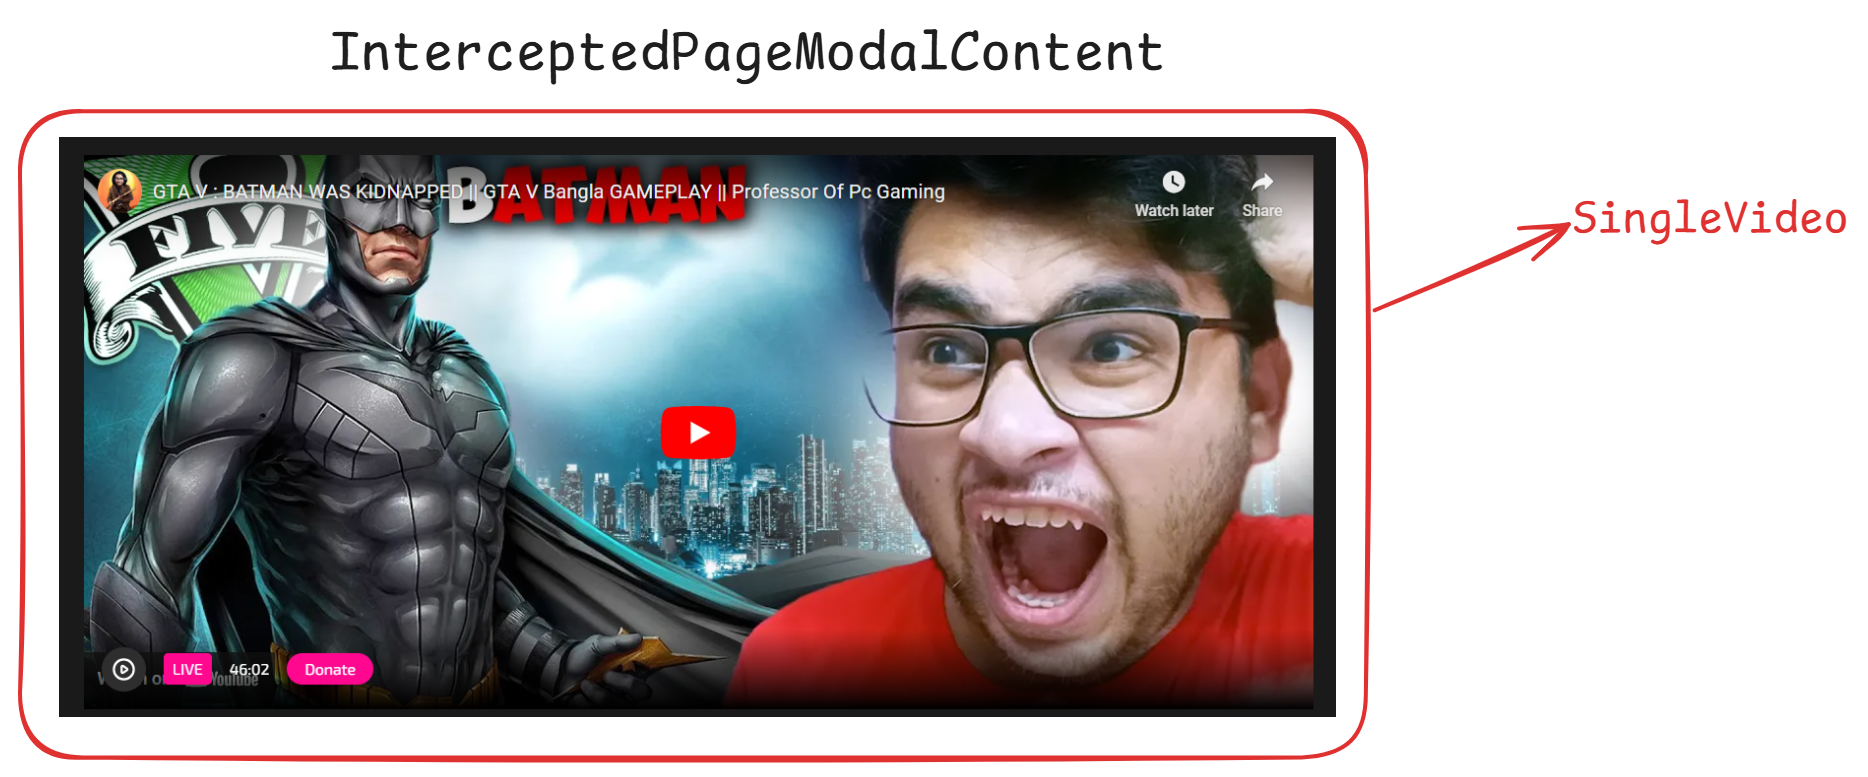 InterceptedPageModalContent
BATMAN
GTA V : BATMAN WAS KIDNAPPED || GTA V Bangla GAMEPLAY || Professor Of Pc Gaming
Watch later
Share
SingleVideo
FIVE
LIVE 46:02 Donate
YouTube